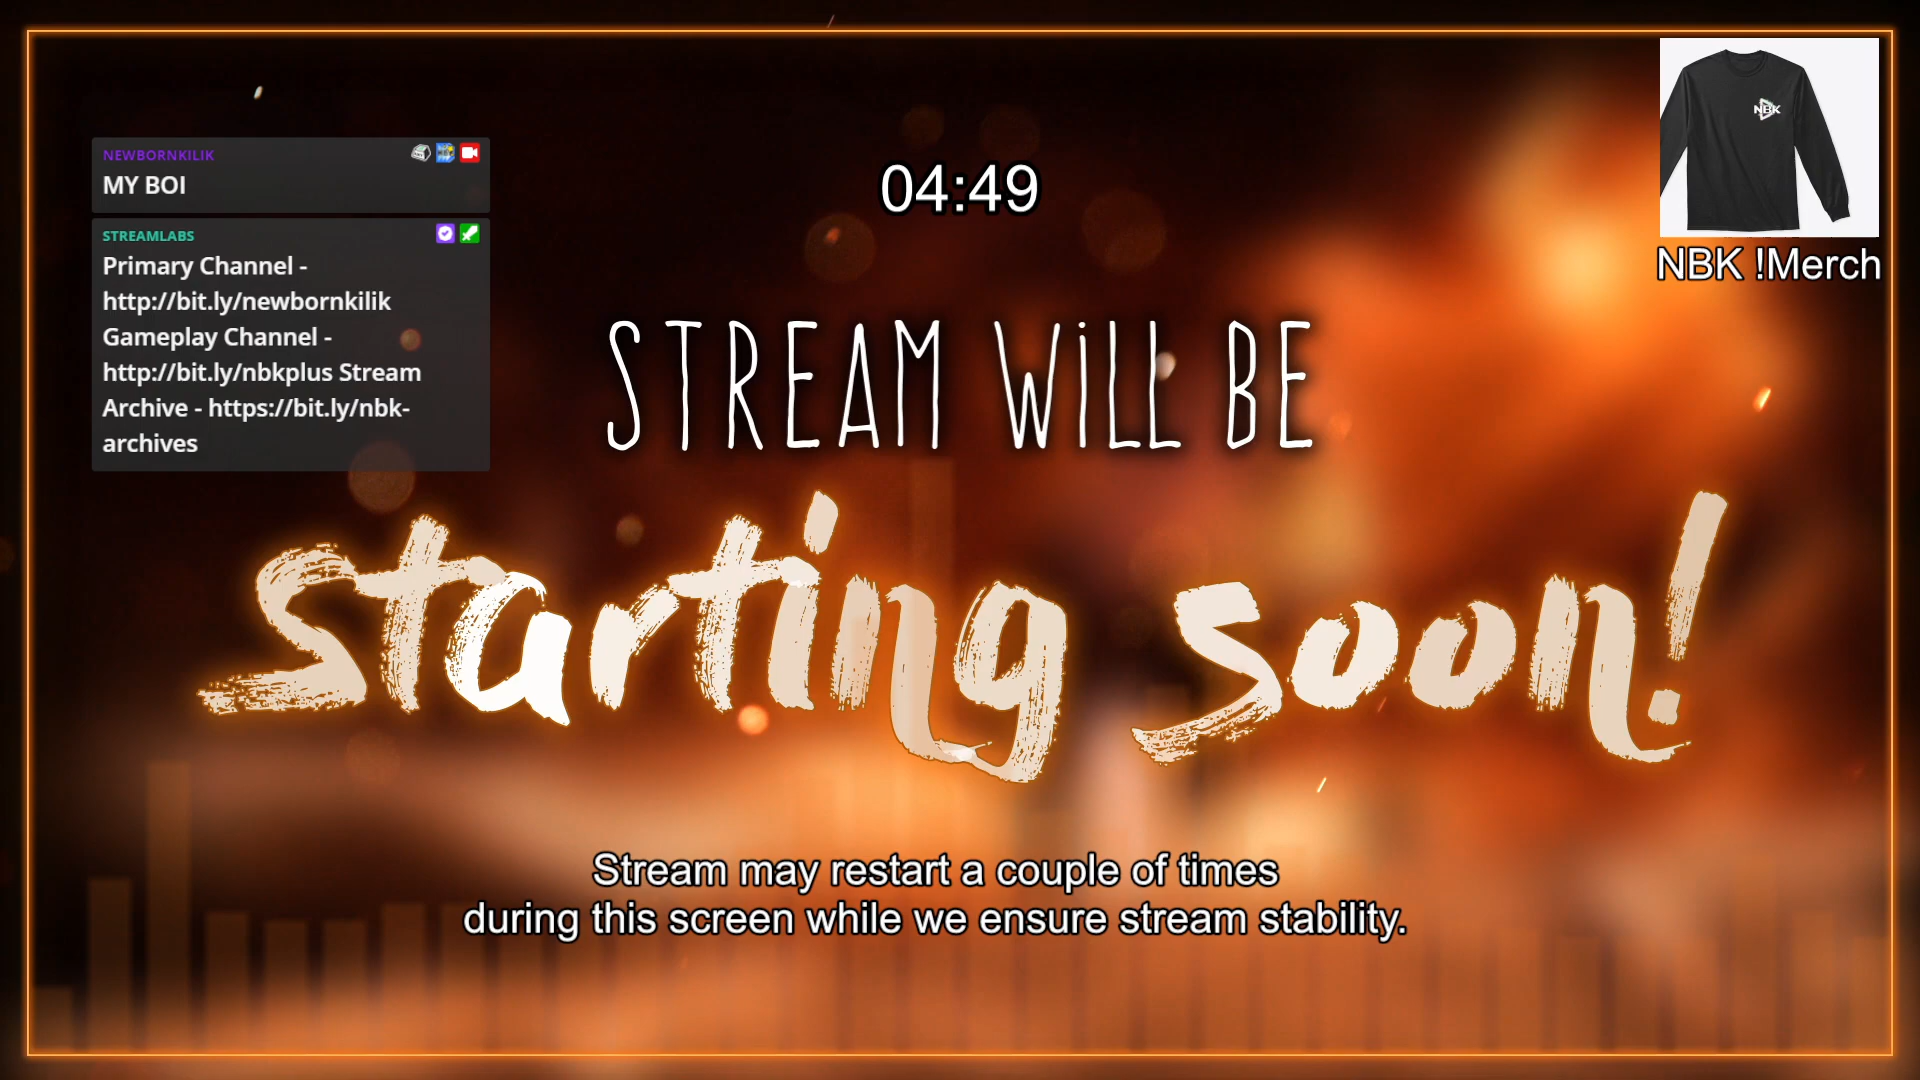 NEWBORNKILIK
MY BOI
STREAMLABS
Primary Channel -
http://bit.ly/newbornkilik
Gameplay Channel -
http://bit.ly/nbkplus Stream
Archive - https://bit.ly/nbk-
archives
04:49
NBK
NBK !Merch
STREAM WiLL BE
starting soon!
Stream may restart a couple of times
during this screen while we ensure stream stability.